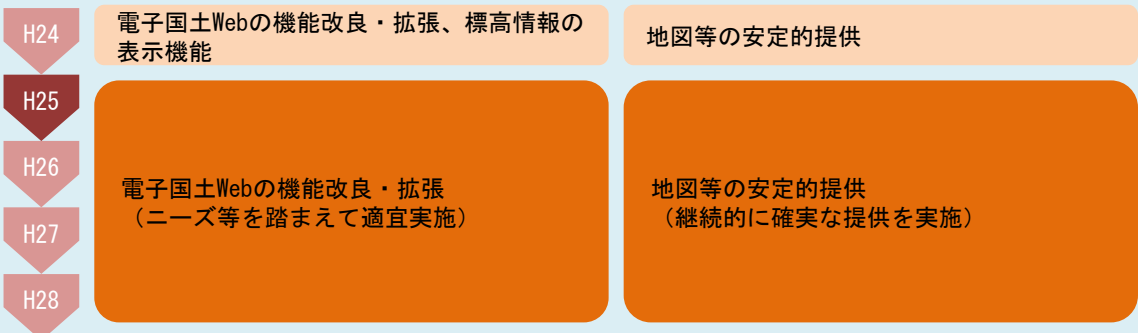 H24
電子国土Webの機能改良・拡張、標高情報の
表示機能
地図等の安定的提供
H25
H26
H27
H28
電子国土Webの機能改良・拡張
（ニーズ等を踏まえて適宜実施）
地図等の安定的提供
（継続的に確実な提供を実施）